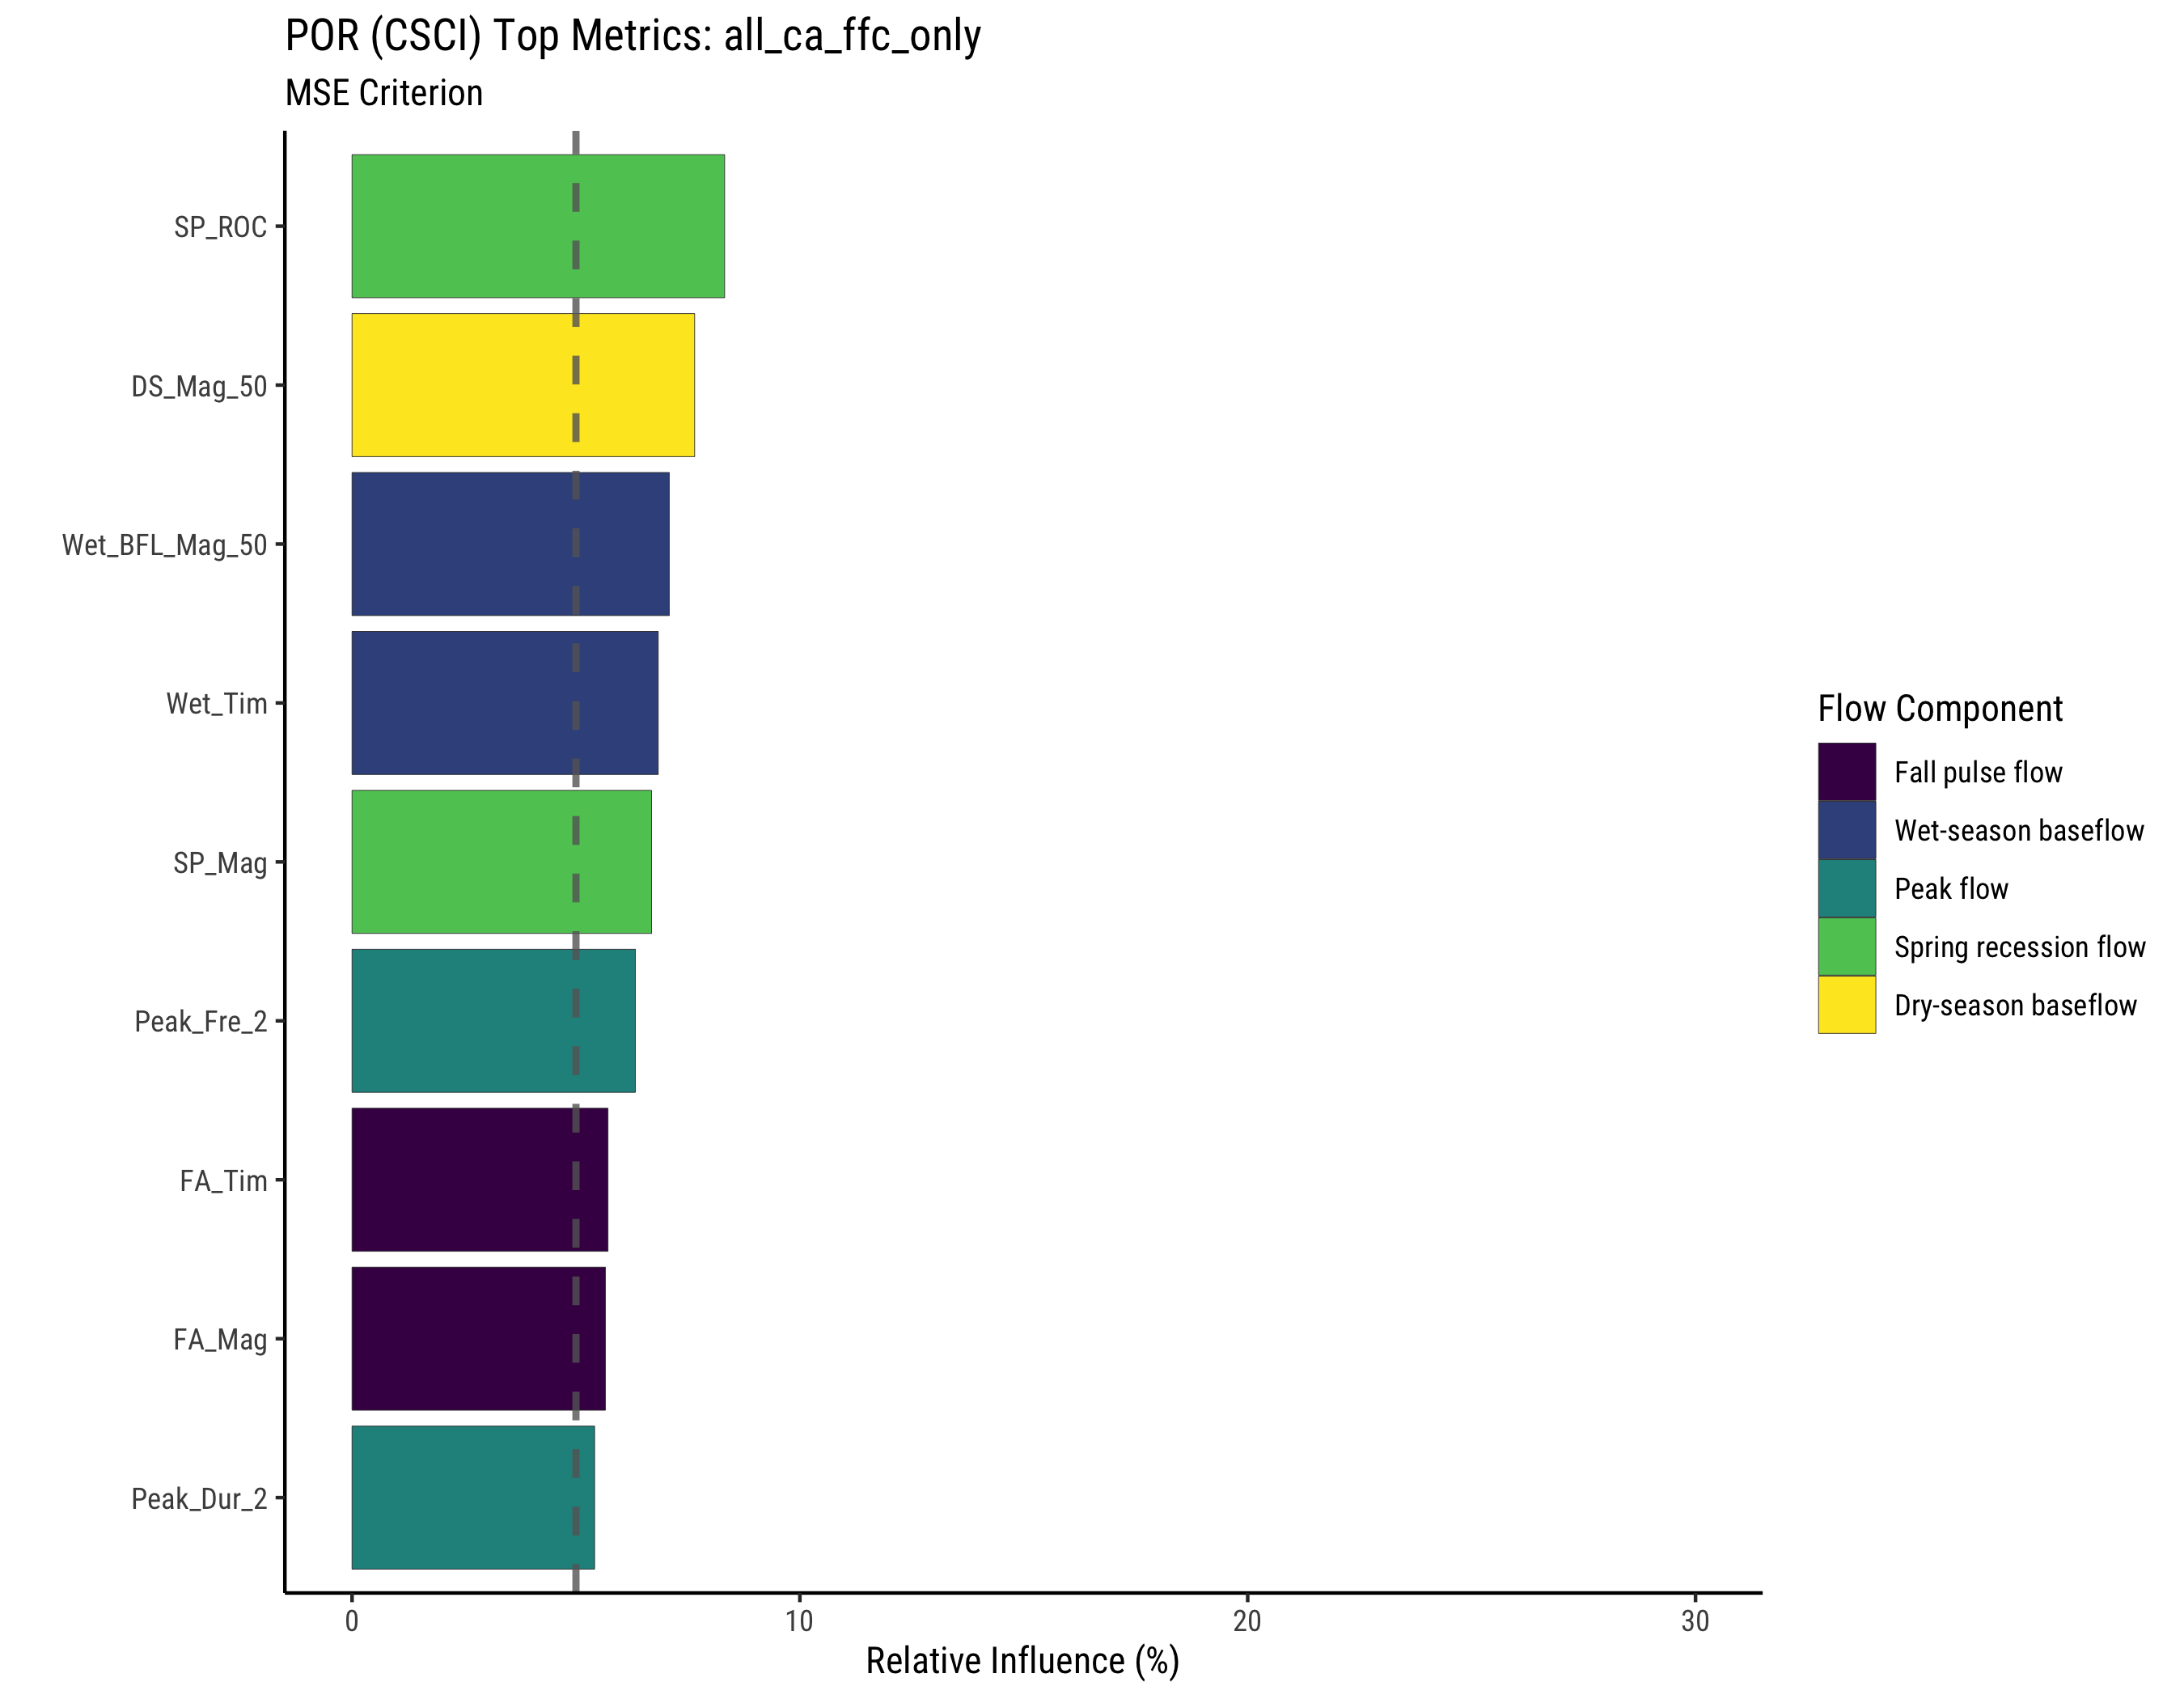 POR (CSCI) Top Metrics: all_ca_ffc_only
MSE Criterion
SP_ROC
DS_Mag_50
Wet_BFL_Mag_50
Wet_Tim
SP_Mag
Peak_Fre_2
FA_Tim
FA_Mag
Peak_Dur_2
0 10 20 30
Relative Influence (%)
Flow Component
Fall pulse flow
Wet-season baseflow
Peak flow
Spring recession flow
Dry-season baseflow